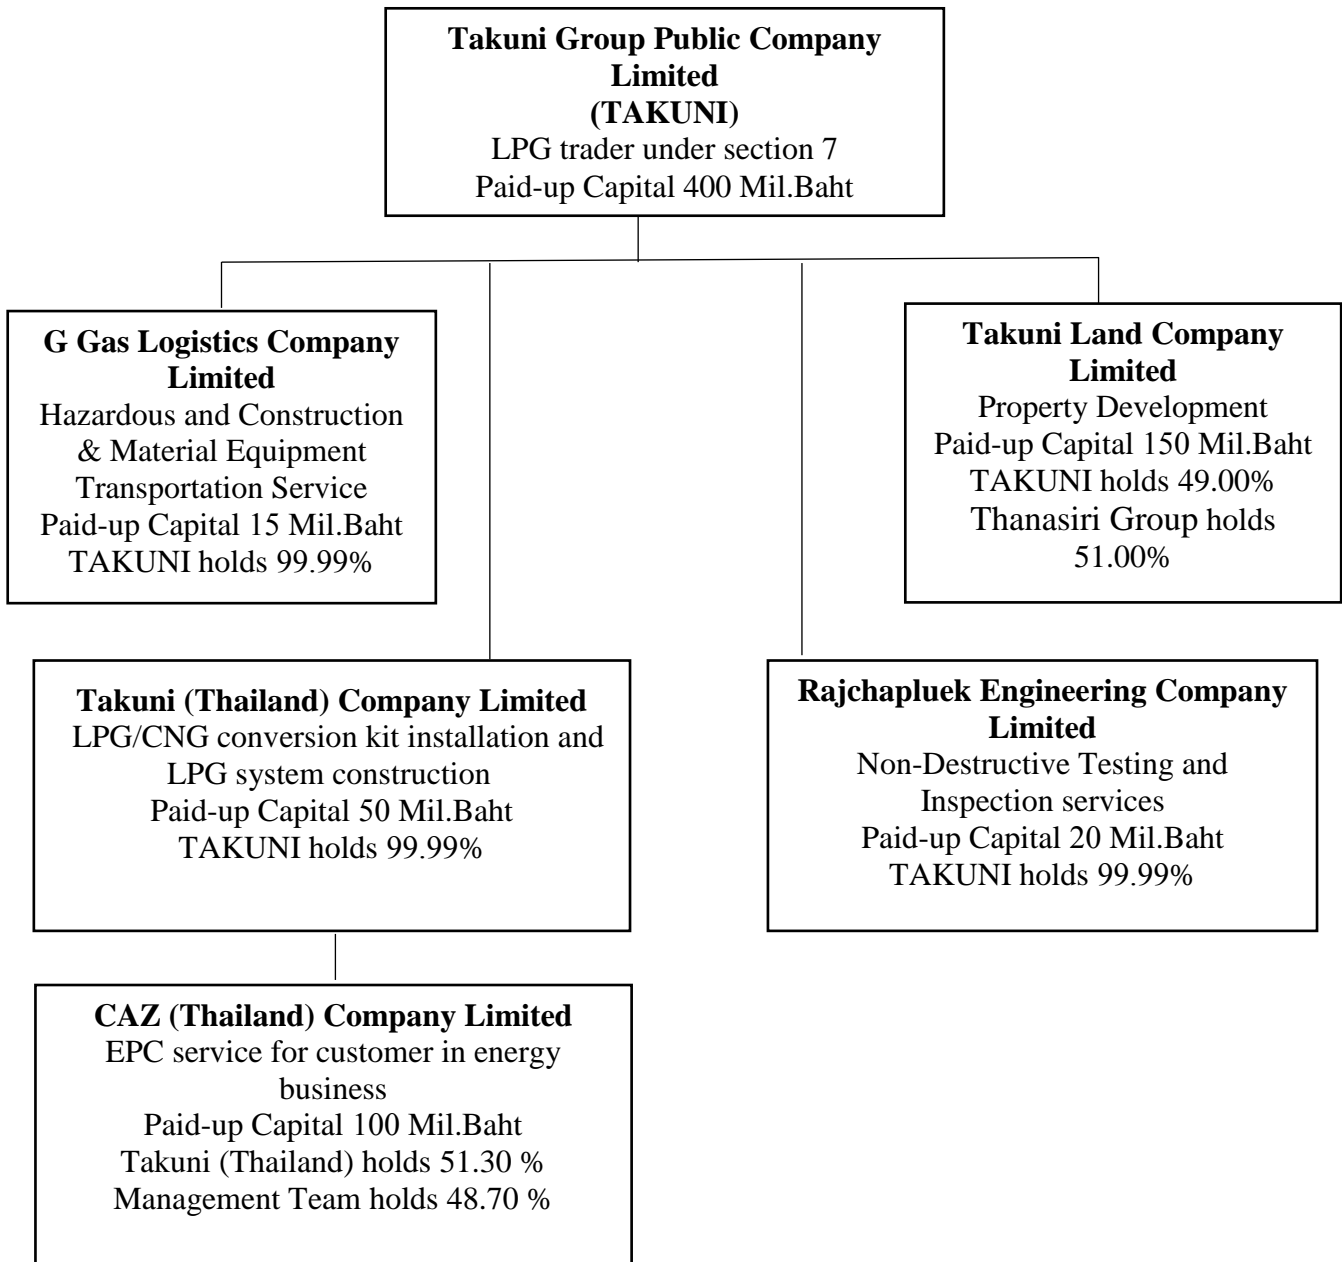 Takuni Group Public Company
Limited
(TAKUNI)
LPG trader under section 7
Paid-up Capital 400 Mil.Baht
G Gas Logistics Company
Limited
Hazardous and Construction
& Material Equipment
Transportation Service
Paid-up Capital 15 Mil.Baht
TAKUNI holds 99.99%
Takuni Land Company
Limited
Property Development
Paid-up Capital 150 Mil.Baht
TAKUNI holds 49.00%
Thanasiri Group holds
51.00%
Takuni (Thailand) Company Limited
LPG/CNG conversion kit installation and
LPG system construction
Paid-up Capital 50 Mil.Baht
TAKUNI holds 99.99%
Rajchapluek Engineering Company
Limited
Non-Destructive Testing and
Inspection services
Paid-up Capital 20 Mil.Baht
TAKUNI holds 99.99%
CAZ (Thailand) Company Limited
EPC service for customer in energy
business
Paid-up Capital 100 Mil.Baht
Takuni (Thailand) holds 51.30 %
Management Team holds 48.70 %